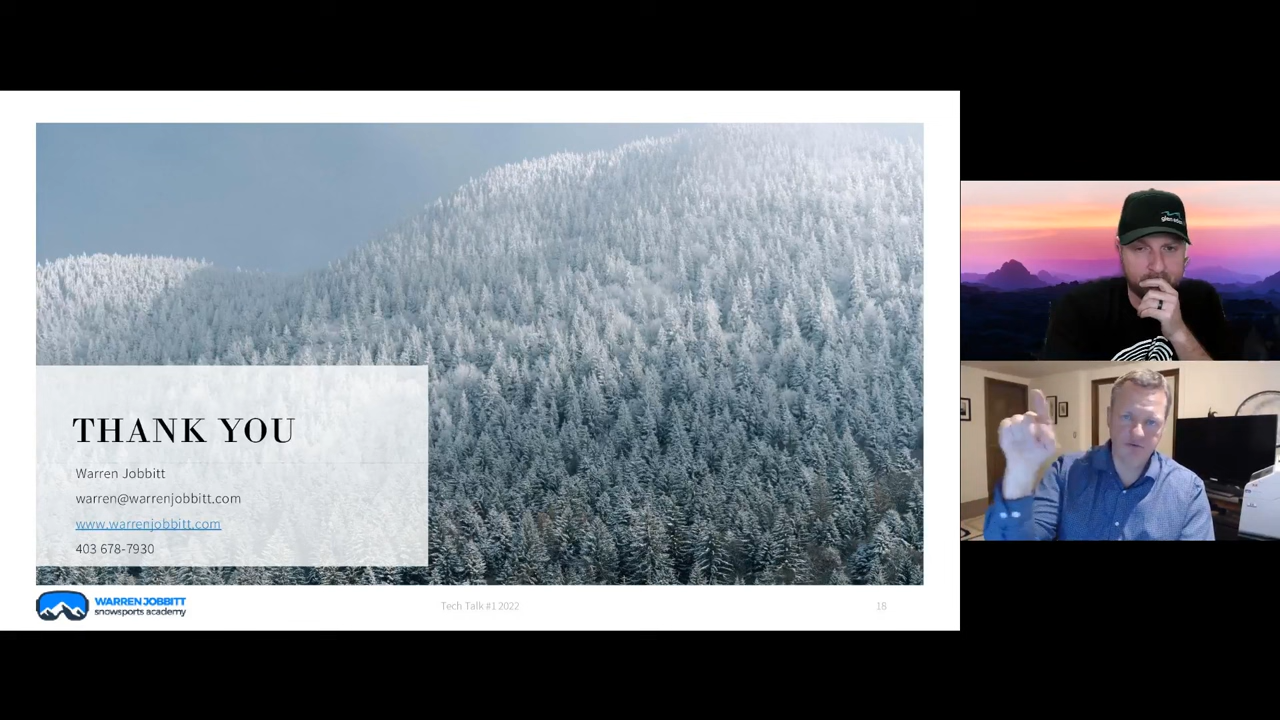 THANK YOU
Warren Jobbitt
warren@warrenjobbitt.com
www.warrenjobbitt.com
403 678-7930
WARREN JOBBITT
snowsports academy
Tech Talk #1 2022
18